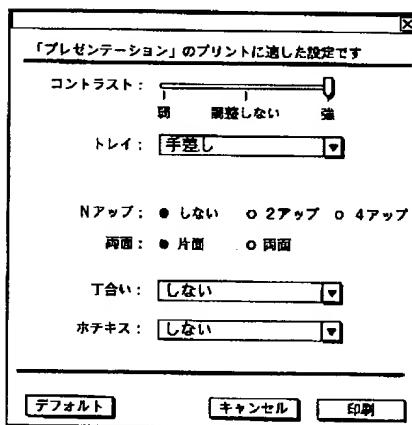 「プレゼンテーション」のプリントに適した設定です
コントラスト：
弱 調整しない 強
トレイ： 手差し
Nアップ： しない 2アップ 4アップ
両面： 片面 両面
丁合い： しない
ホチキス： しない
デフォルト キャンセル 印刷